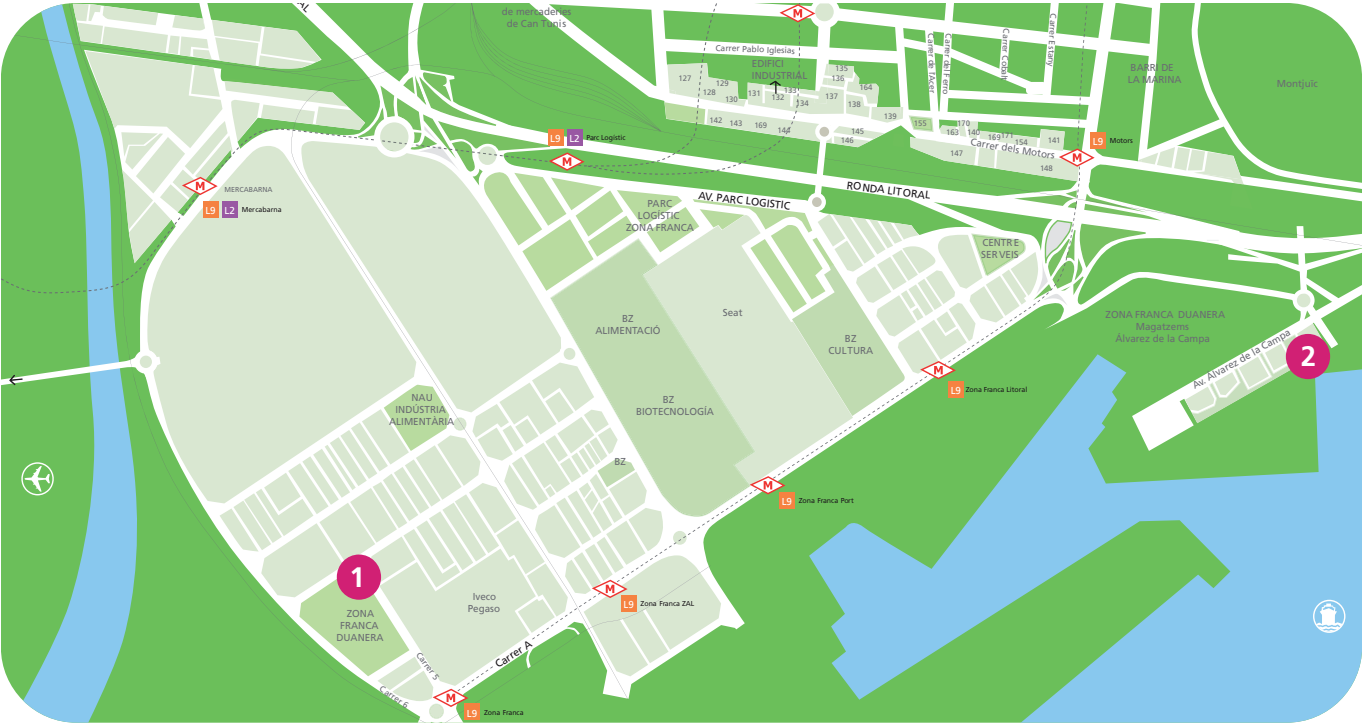 AL
de mercaderies
de Can Tunis
M
Carrer Pablo Iglesias
EDIFICI
INDUSTRIAL
Carrer de l'Acer
Carrer del Ferro
Carrer Cobalt
Carrer Estany
BARRI DE
LA MARINA
Montjuïc
127
129
128
130
131
133
132
134
135
136
164
137
138
139
142
143
169
144
145
146
155
170
163
140
169
171
154
141
147
148
Carrer dels Motors
L9
Motors
M
L9
L2
Parc Logístic
M
M
MERCABARNA
L9
L2
Mercabarna
RONDA LITORAL
AV. PARC LOGISTIC
PARC
LOGÍSTIC
ZONA FRANCA
CENTRE
SERVEIS
BZ
ALIMENTACIÓ
Seat
BZ
CULTURA
ZONA FRANCA DUANERA
Magatzems
Álvarez de la Campa
Av. Álvarez de la Campa
2
M
L9
Zona Franca Litoral
NAU
INDÚSTRIA
ALIMENTÀRIA
BZ
BIOTECNOLOGÍA
BZ
M
L9
Zona Franca Port
1
ZONA
FRANCA
DUANERA
Iveco
Pegaso
M
L9
Zona Franca ZAL
Carrer A
Carrer 5
Carrer 6
M
L9
Zona Franca